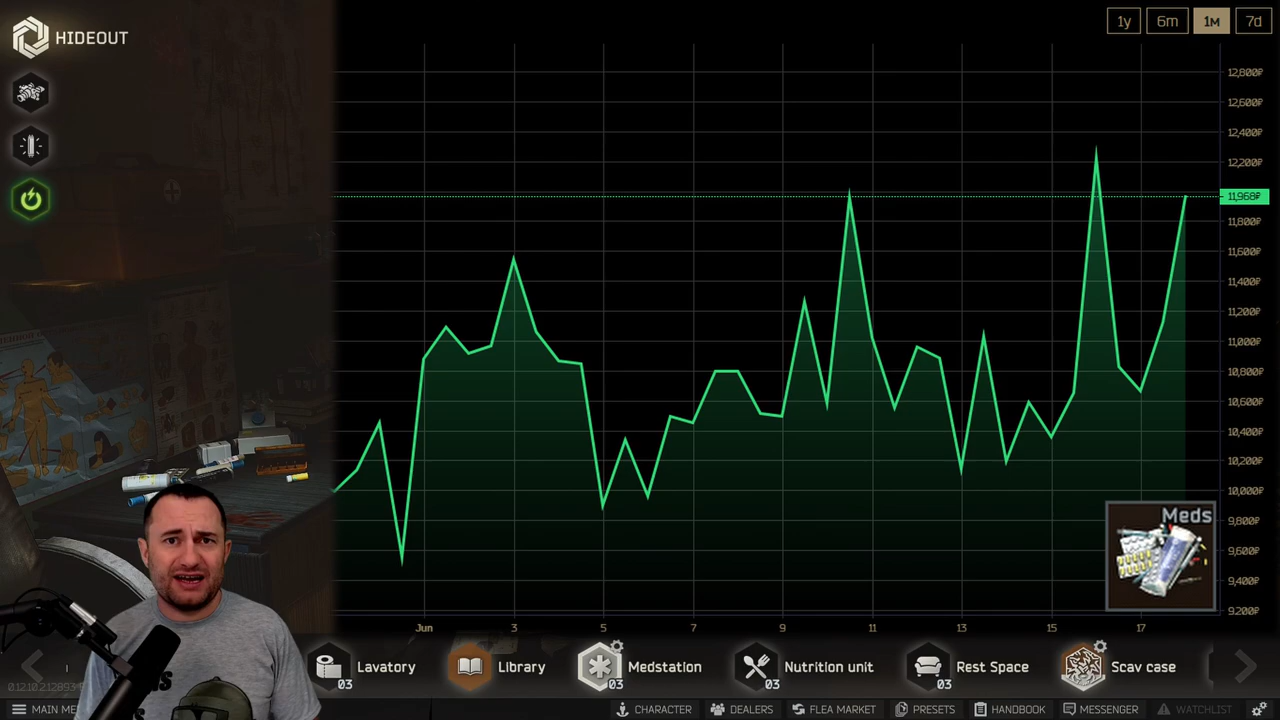 HIDEOUT
1y 6m 1M 7d
12,800₽
12,600₽
12,400₽
12,200₽
11,968₽
11,800₽
11,600₽
11,400₽
11,200₽
11,000₽
10,800₽
10,600₽
10,400₽
10,200₽
10,000₽
9,800₽
9,600₽
9,400₽
9,200₽
Meds
Jun 3 5 7 9 11 13 15 17
03 Lavatory
Library
03 Medstation
03 Nutrition unit
03 Rest Space
Scav case
MAIN ME
CHARACTER
DEALERS
FLEA MARKET
PRESETS
HANDBOOK
MESSENGER
WATCHLIST